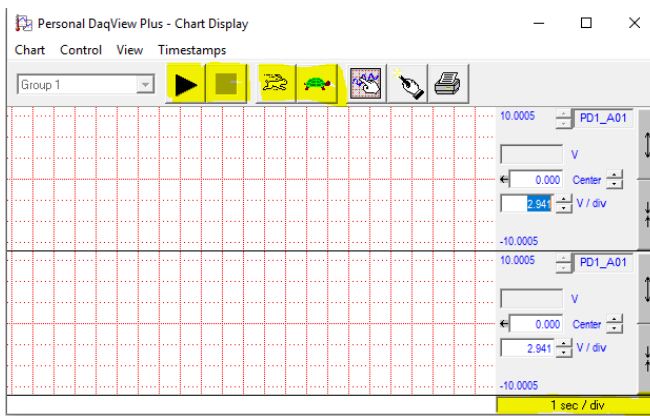 Personal DaqView Plus - Chart Display
Chart Control View Timestamps
Group 1
10.0005 PD1_A01
V
0.000 Center
2.941 V / div
-10.0005
10.0005 PD1_A01
V
0.000 Center
2.941 V / div
-10.0005
1 sec / div